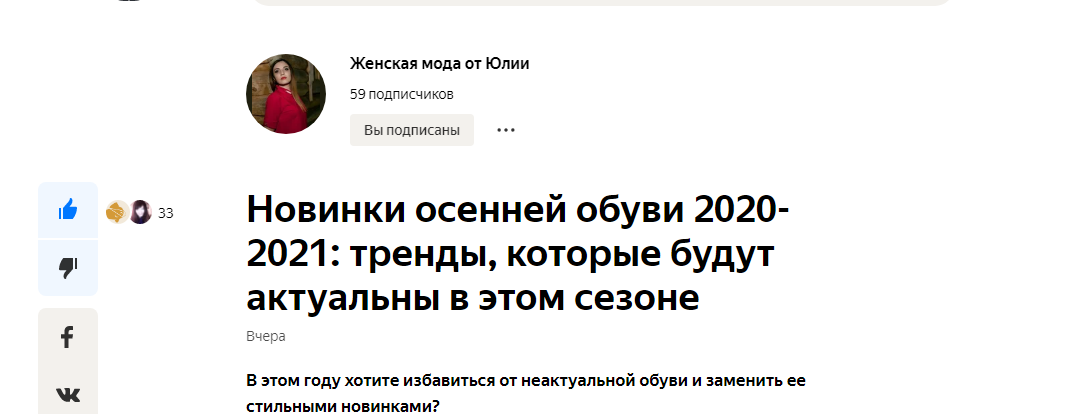 Женская мода от Юлии
59 подписчиков
Вы подписаны
33
Новинки осенней обуви 2020-
2021: тренды, которые будут
актуальны в этом сезоне
Вчера
В этом году хотите избавиться от неактуальной обуви и заменить ее
стильными новинками?